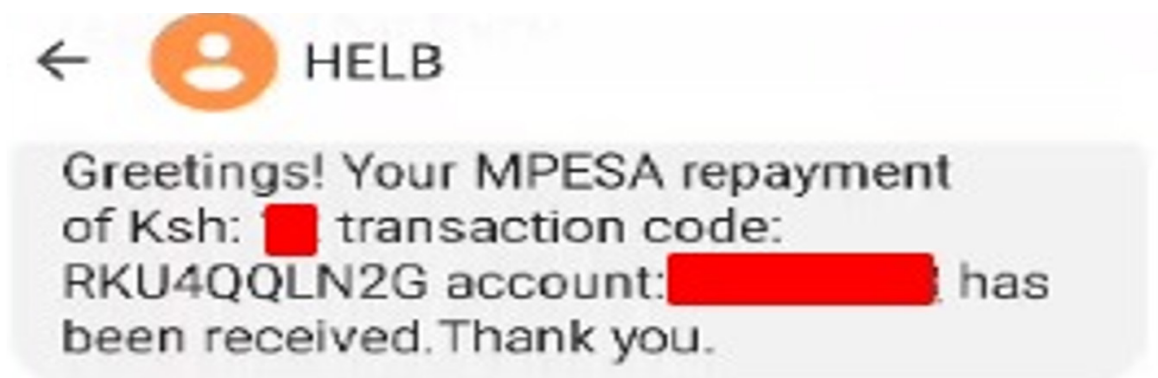 HELB
Greetings! Your MPESA repayment
of Ksh: transaction code:
RKU4QQLN2G account: has
been received.Thank you.